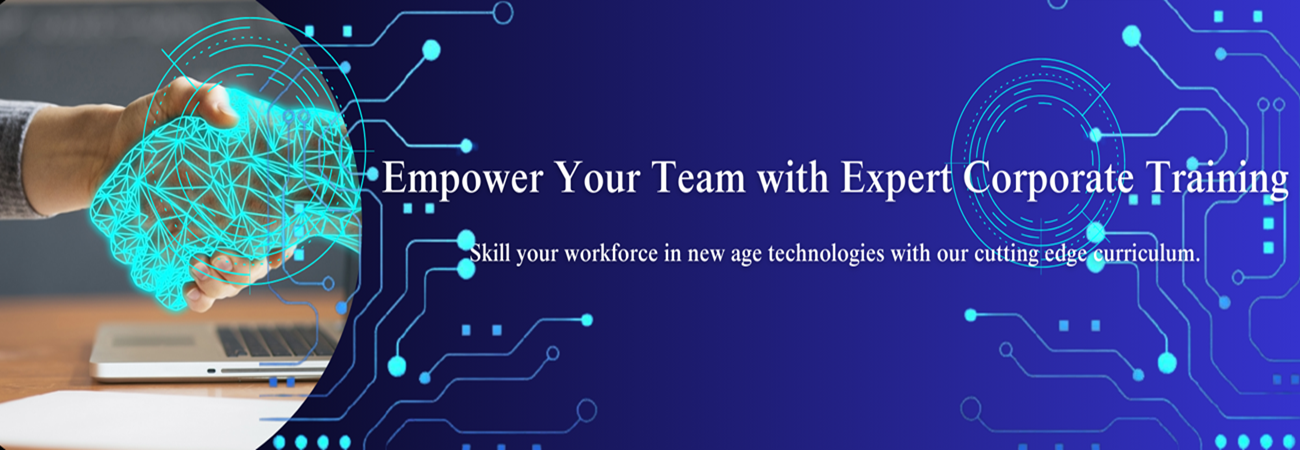 Empower Your Team with Expert Corporate Training
Skill your workforce in new age technologies with our cutting edge curriculum.